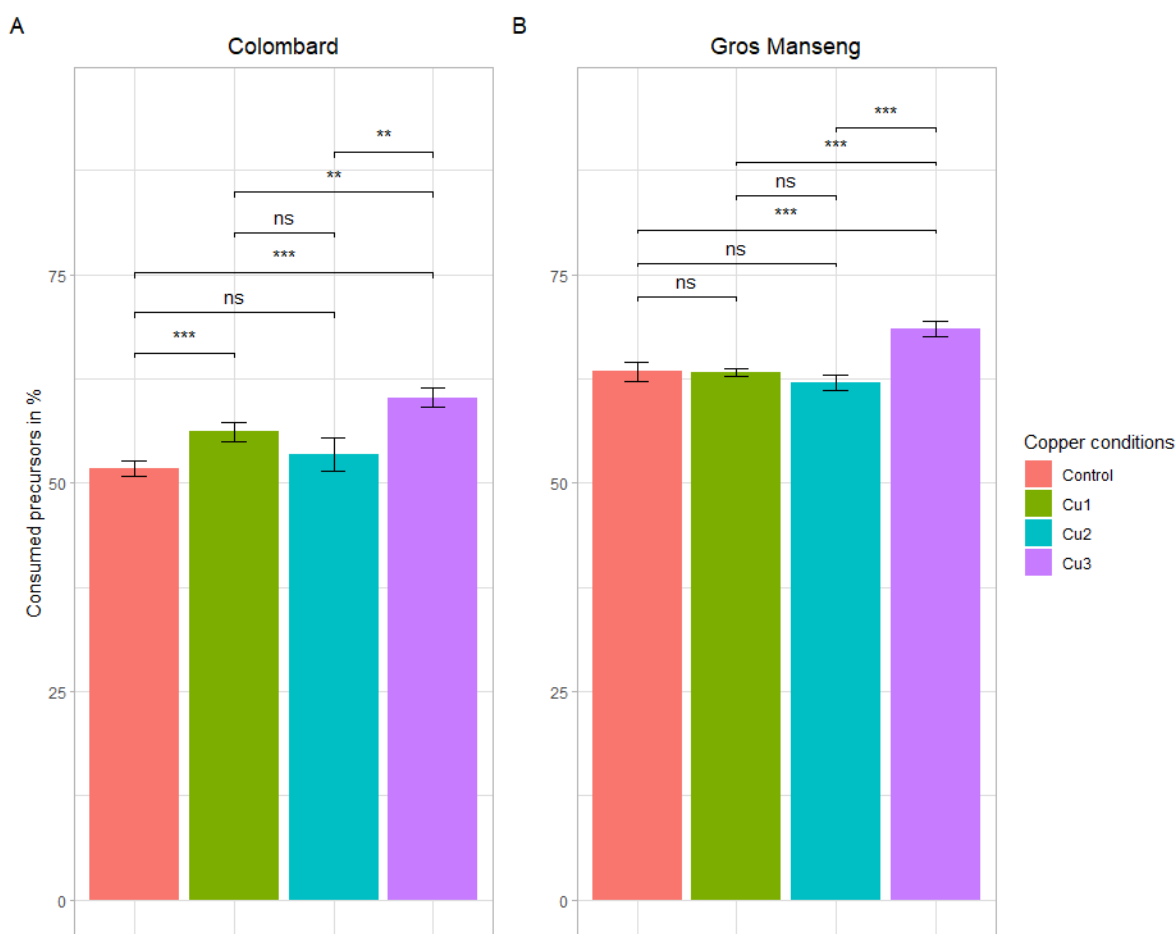 A
Colombard
**
**
ns
***
ns
***
75
50
25
0
Consumed precursors in %
B
Gros Manseng
***
***
ns
***
ns
ns
75
50
25
0
Copper conditions
Control
Cu1
Cu2
Cu3